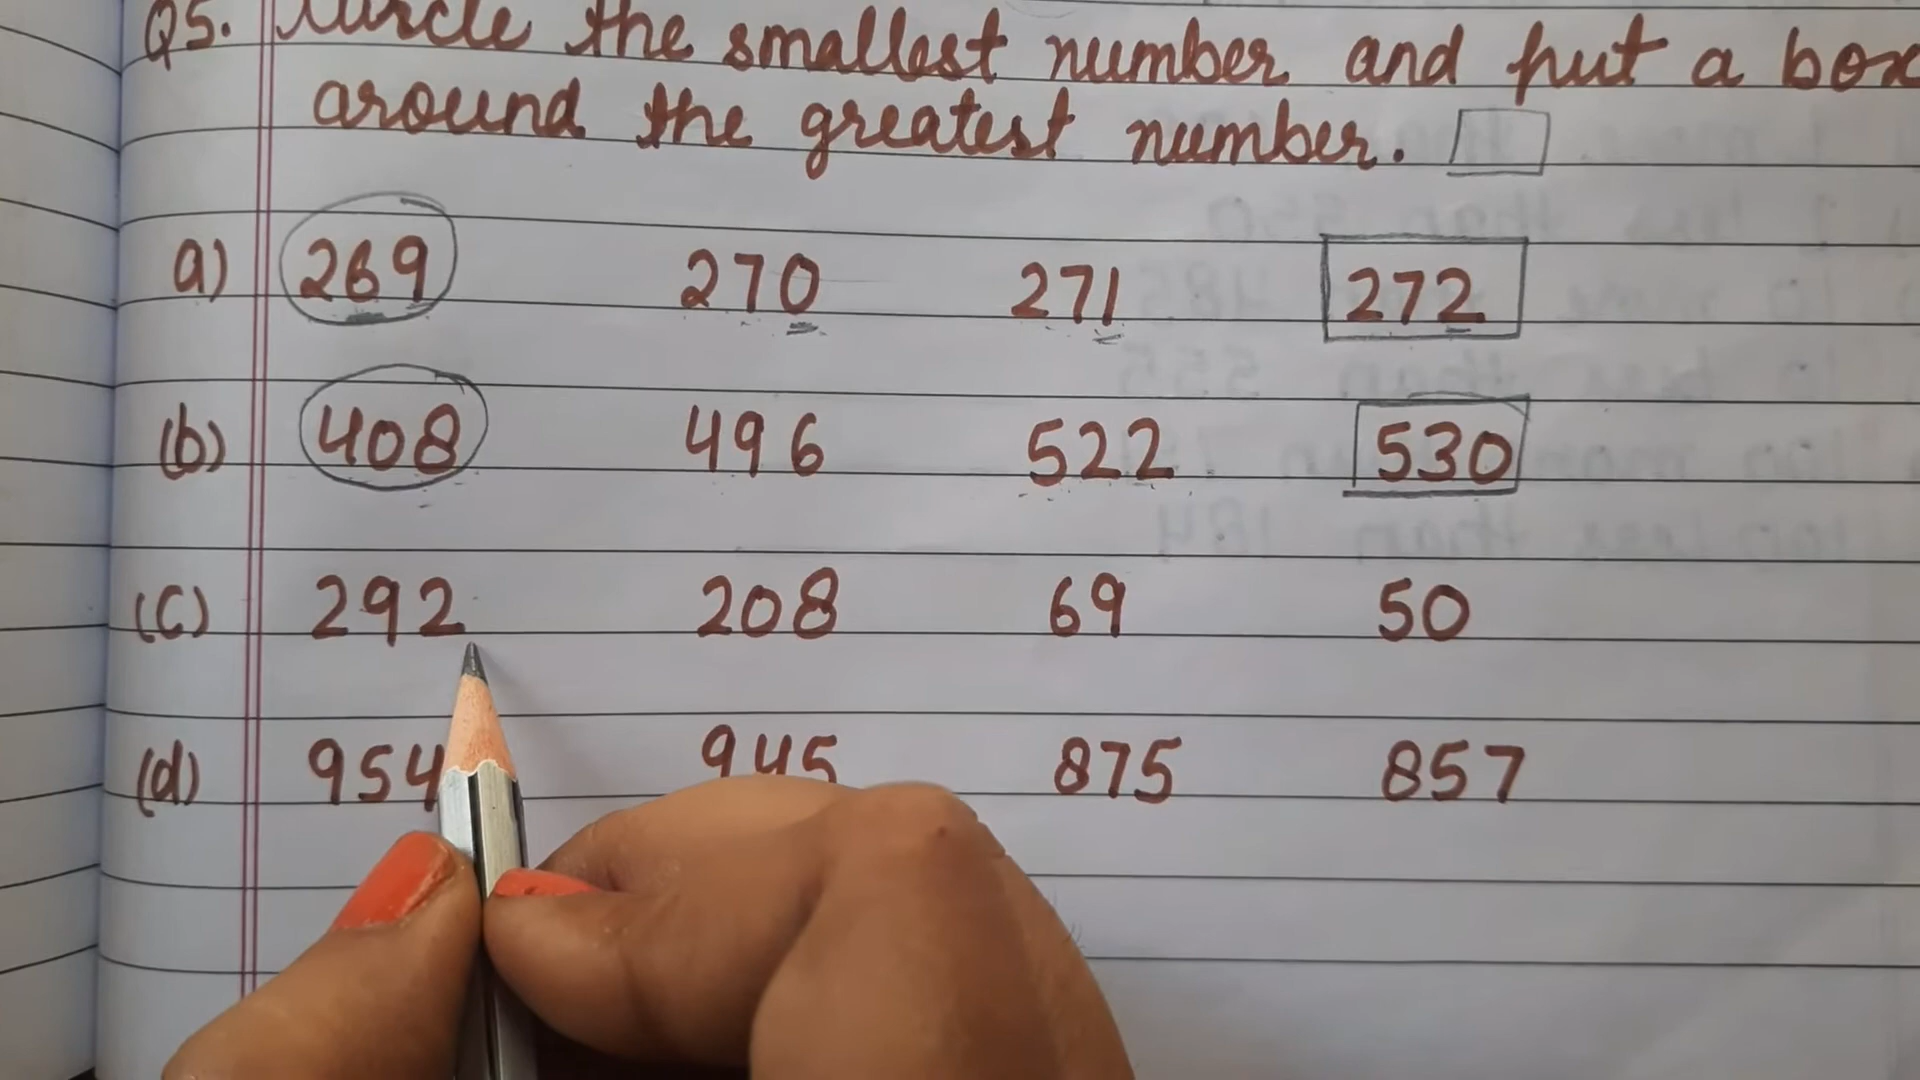 Q5. Circle the smallest number and put a box
around the greatest number.
a) 269 270 271 272
(b) 408 496 522 530
(c) 292 208 69 50
(d) 954 945 875 857